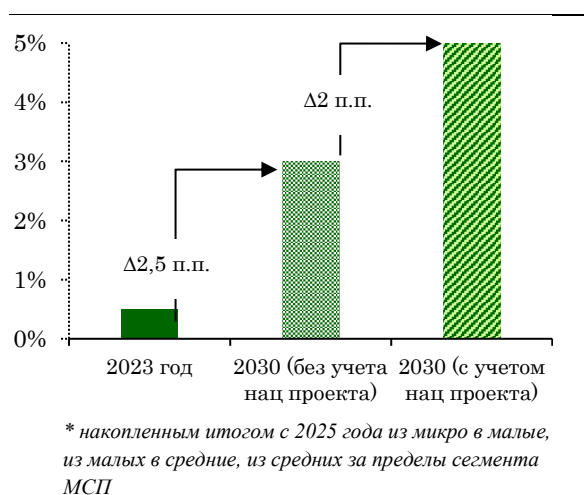 5%
4%
3%
2%
1%
0%
Δ2 п.п.
Δ2,5 п.п.
2023 год
2030 (без учета
нац проекта)
2030 (с учетом
нац проекта)
* накопленным итогом с 2025 года из микро в малые,
из малых в средние, из средних за пределы сегмента
МСП